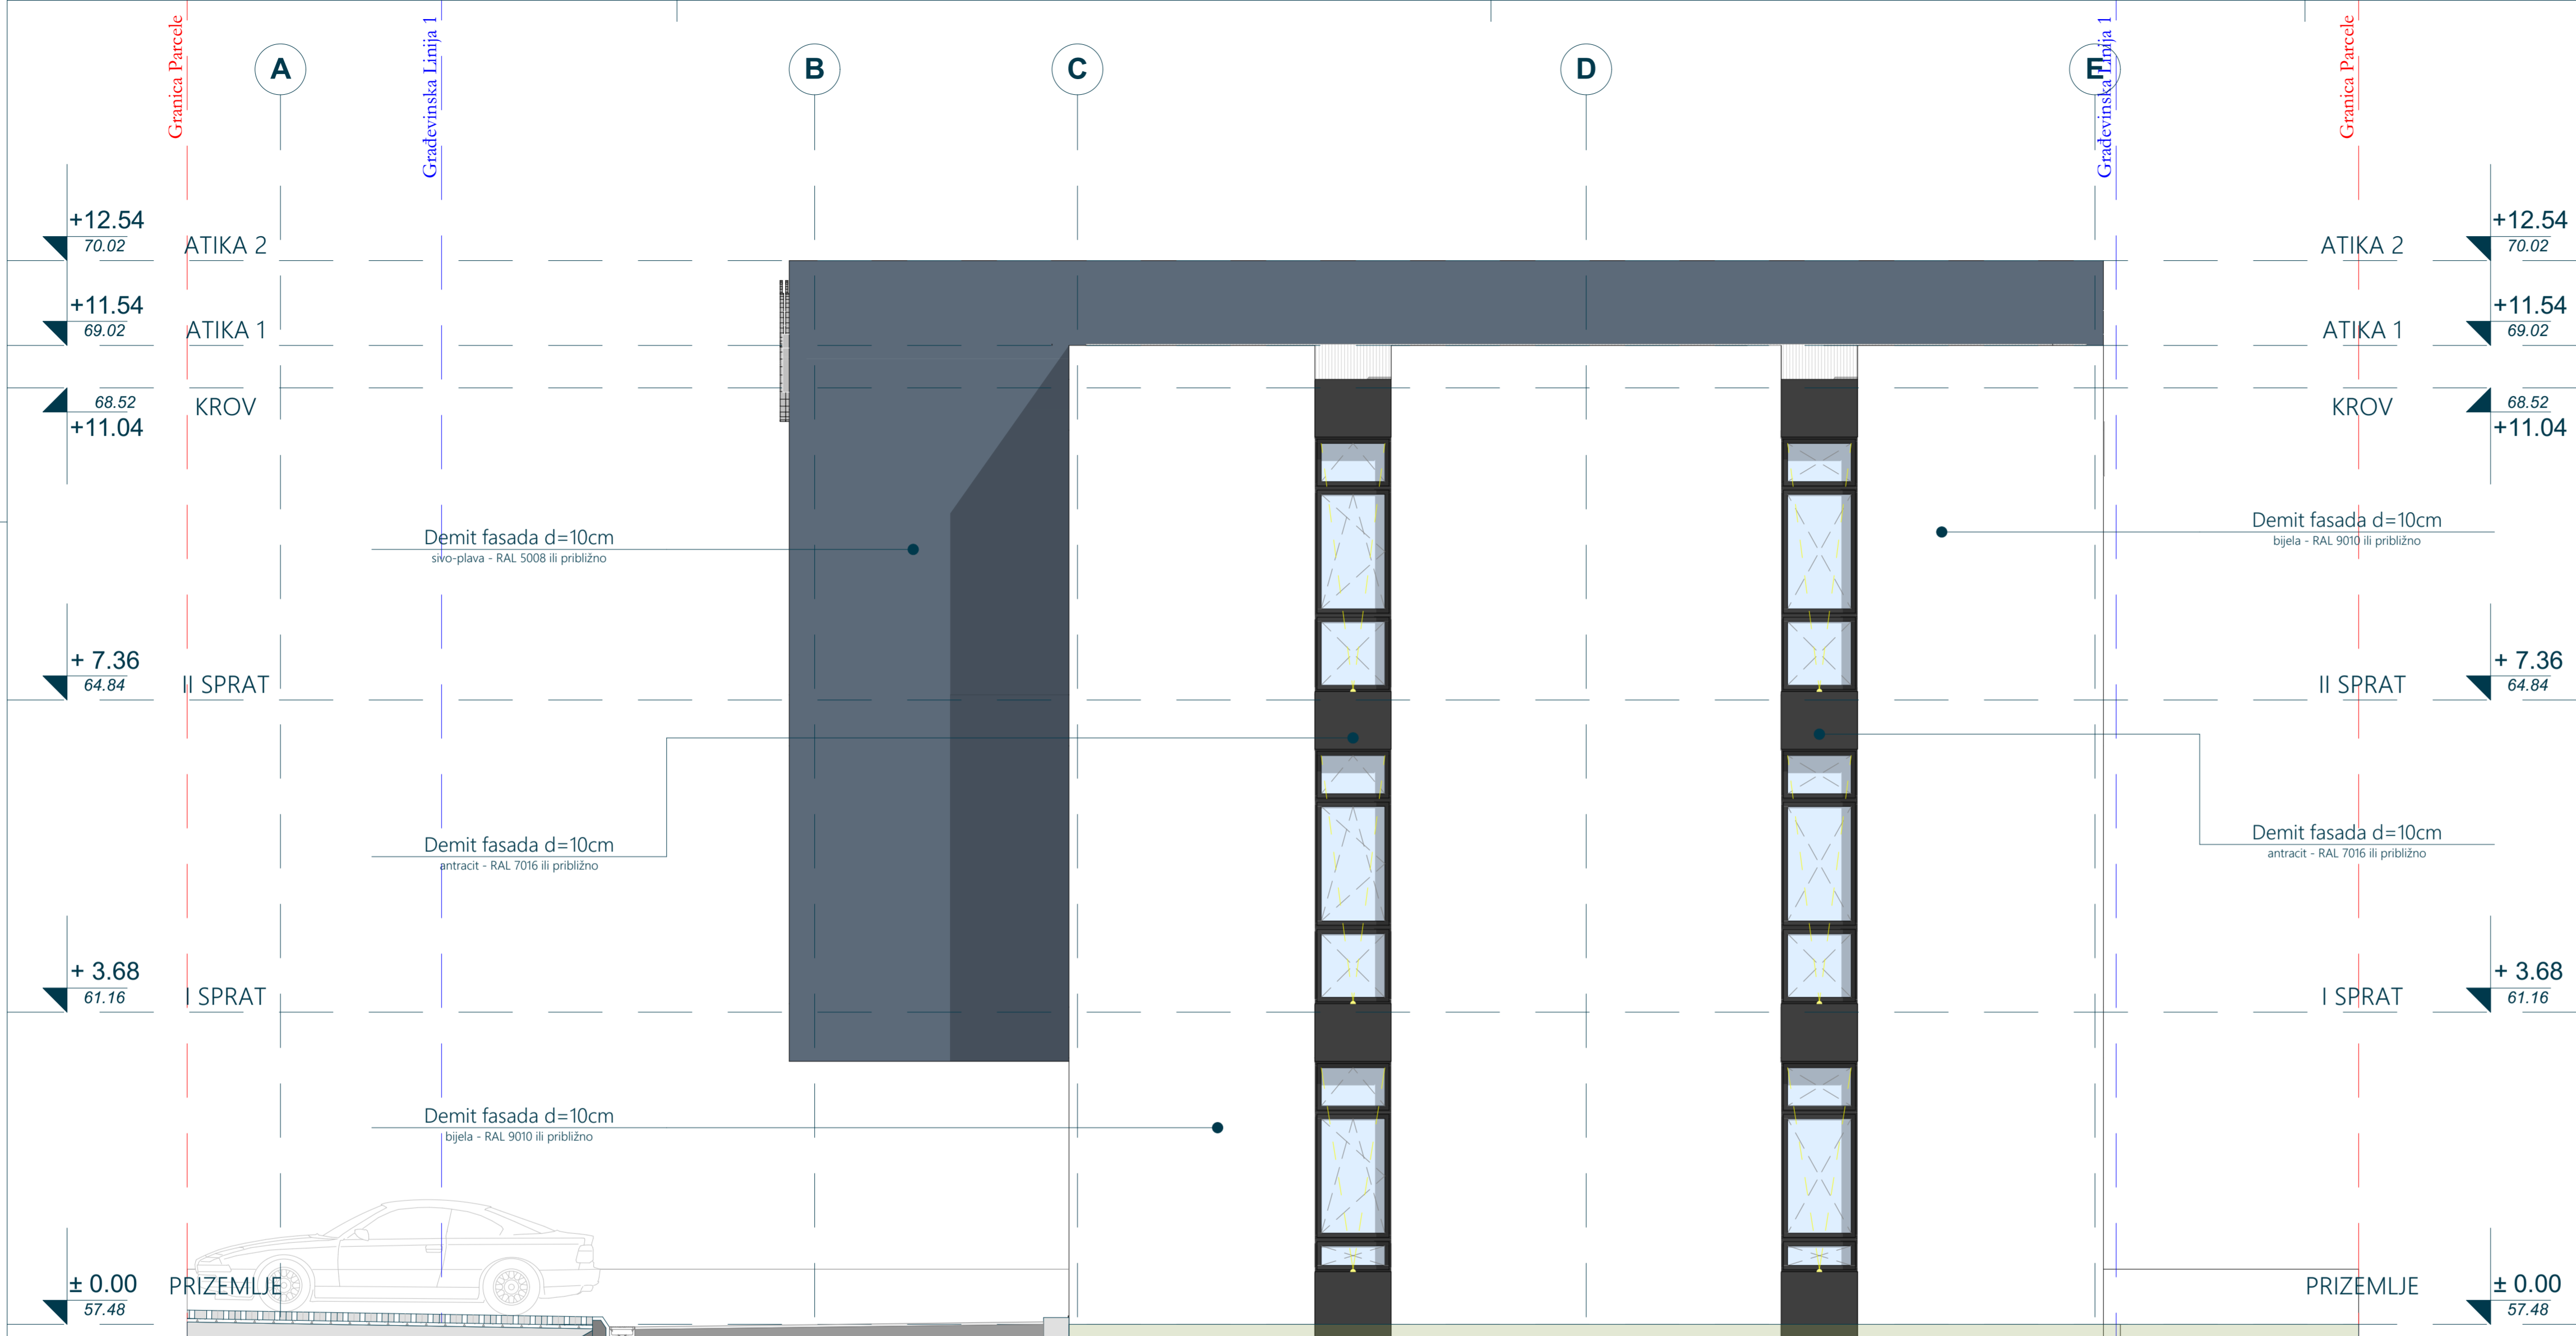 Granica Parcele
Građevinska Linija 1
Građevinska Linija 1
Granica Parcele
A
B
C
D
E
+12.54
70.02
ATIKA 2
ATIKA 2
+12.54
70.02
+11.54
69.02
ATIKA 1
ATIKA 1
+11.54
69.02
68.52
+11.04
KROV
KROV
68.52
+11.04
Demit fasada d=10cm
sivo-plava - RAL 5008 ili približno
Demit fasada d=10cm
bijela - RAL 9010 ili približno
+ 7.36
64.84
II SPRAT
II SPRAT
+ 7.36
64.84
Demit fasada d=10cm
antracit - RAL 7016 ili približno
Demit fasada d=10cm
antracit - RAL 7016 ili približno
+ 3.68
61.16
I SPRAT
I SPRAT
+ 3.68
61.16
Demit fasada d=10cm
bijela - RAL 9010 ili približno
± 0.00
57.48
PRIZEMLJE
PRIZEMLJE
± 0.00
57.48